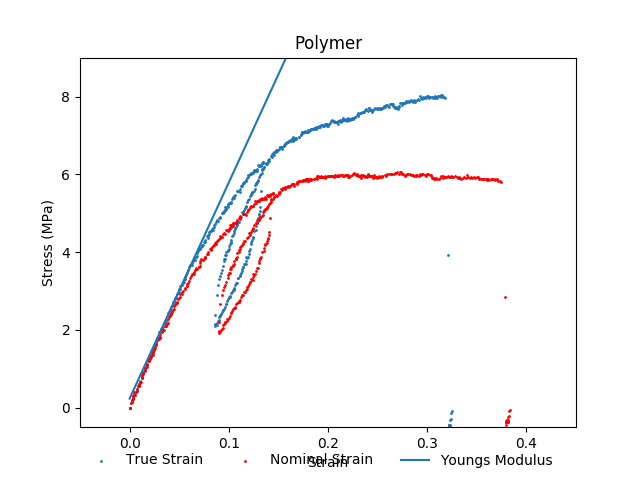 Polymer
Stress (MPa)
8
6
4
2
0
0.0 0.1 0.2 0.3 0.4
Strain
True Strain Nominal Strain Youngs Modulus